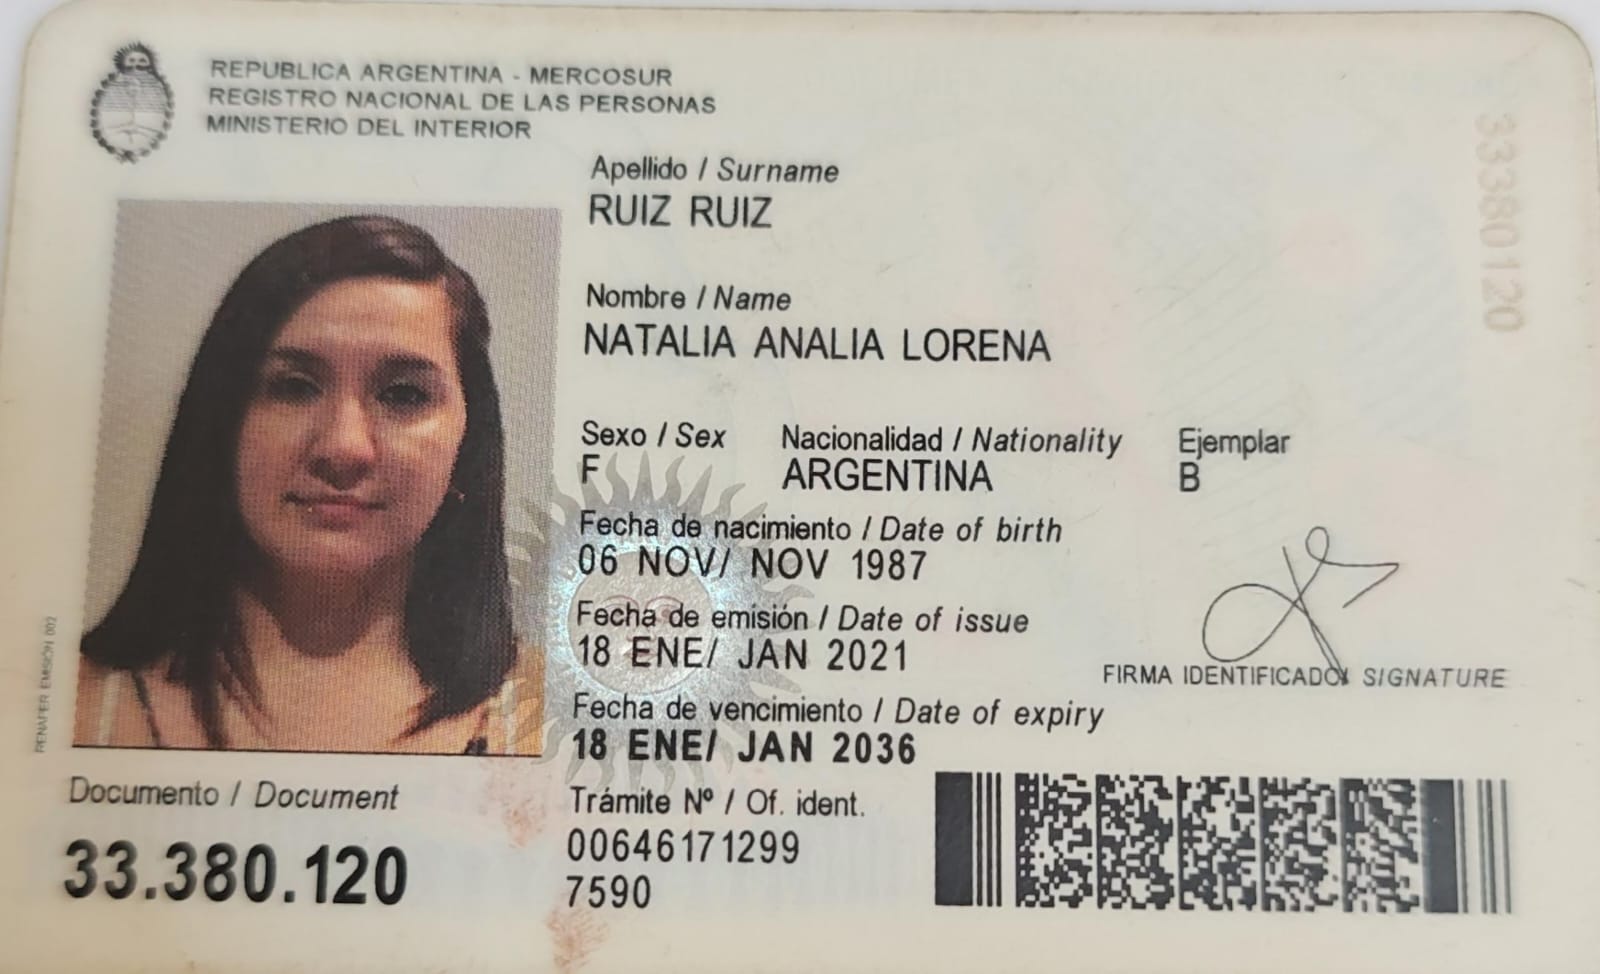 REPUBLICA ARGENTINA - MERCOSUR
REGISTRO NACIONAL DE LAS PERSONAS
MINISTERIO DEL INTERIOR
Apellido / Surname
RUIZ RUIZ
Nombre / Name
NATALIA ANALIA LORENA
Sexo / Sex
F
Nacionalidad / Nationality
ARGENTINA
Ejemplar
B
Fecha de nacimiento / Date of birth
06 NOV/ NOV 1987
Fecha de emisión / Date of issue
18 ENE/ JAN 2021
FIRMA IDENTIFICADO/ SIGNATURE
Fecha de vencimiento / Date of expiry
18 ENE/ JAN 2036
Documento / Document
33.380.120
Trámite Nº / Of. ident.
00646171299
7590
RENAPER EMISIÓN 002
33380120